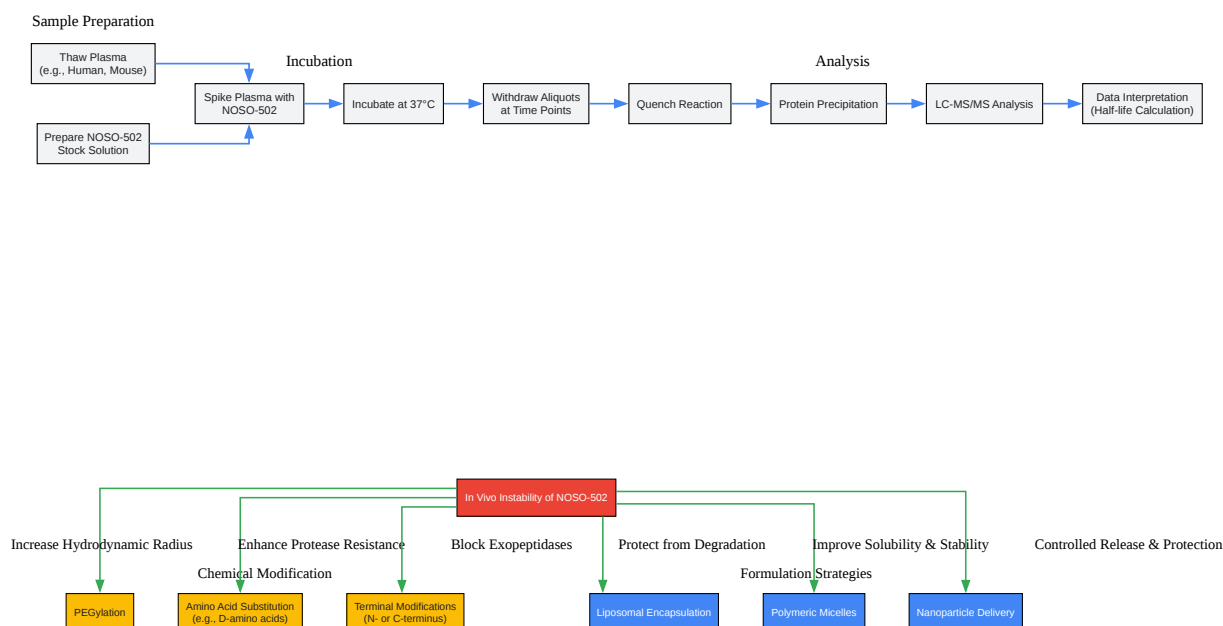 Sample Preparation
Thaw Plasma
(e.g., Human, Mouse)
Prepare NOSO-502
Stock Solution
Incubation
Spike Plasma with
NOSO-502
Incubate at 37°C
Withdraw Aliquots
at Time Points
Analysis
Quench Reaction
Protein Precipitation
LC-MS/MS Analysis
Data Interpretation
(Half-life Calculation)
In Vivo Instability of NOSO-502
Increase Hydrodynamic Radius
Enhance Protease Resistance
Block Exopeptidases
Protect from Degradation
Improve Solubility & Stability
Controlled Release & Protection
Chemical Modification
Formulation Strategies
PEGylation
Amino Acid Substitution
(e.g., D-amino acids)
Terminal Modifications
(N- or C-terminus)
Liposomal Encapsulation
Polymeric Micelles
Nanoparticle Delivery